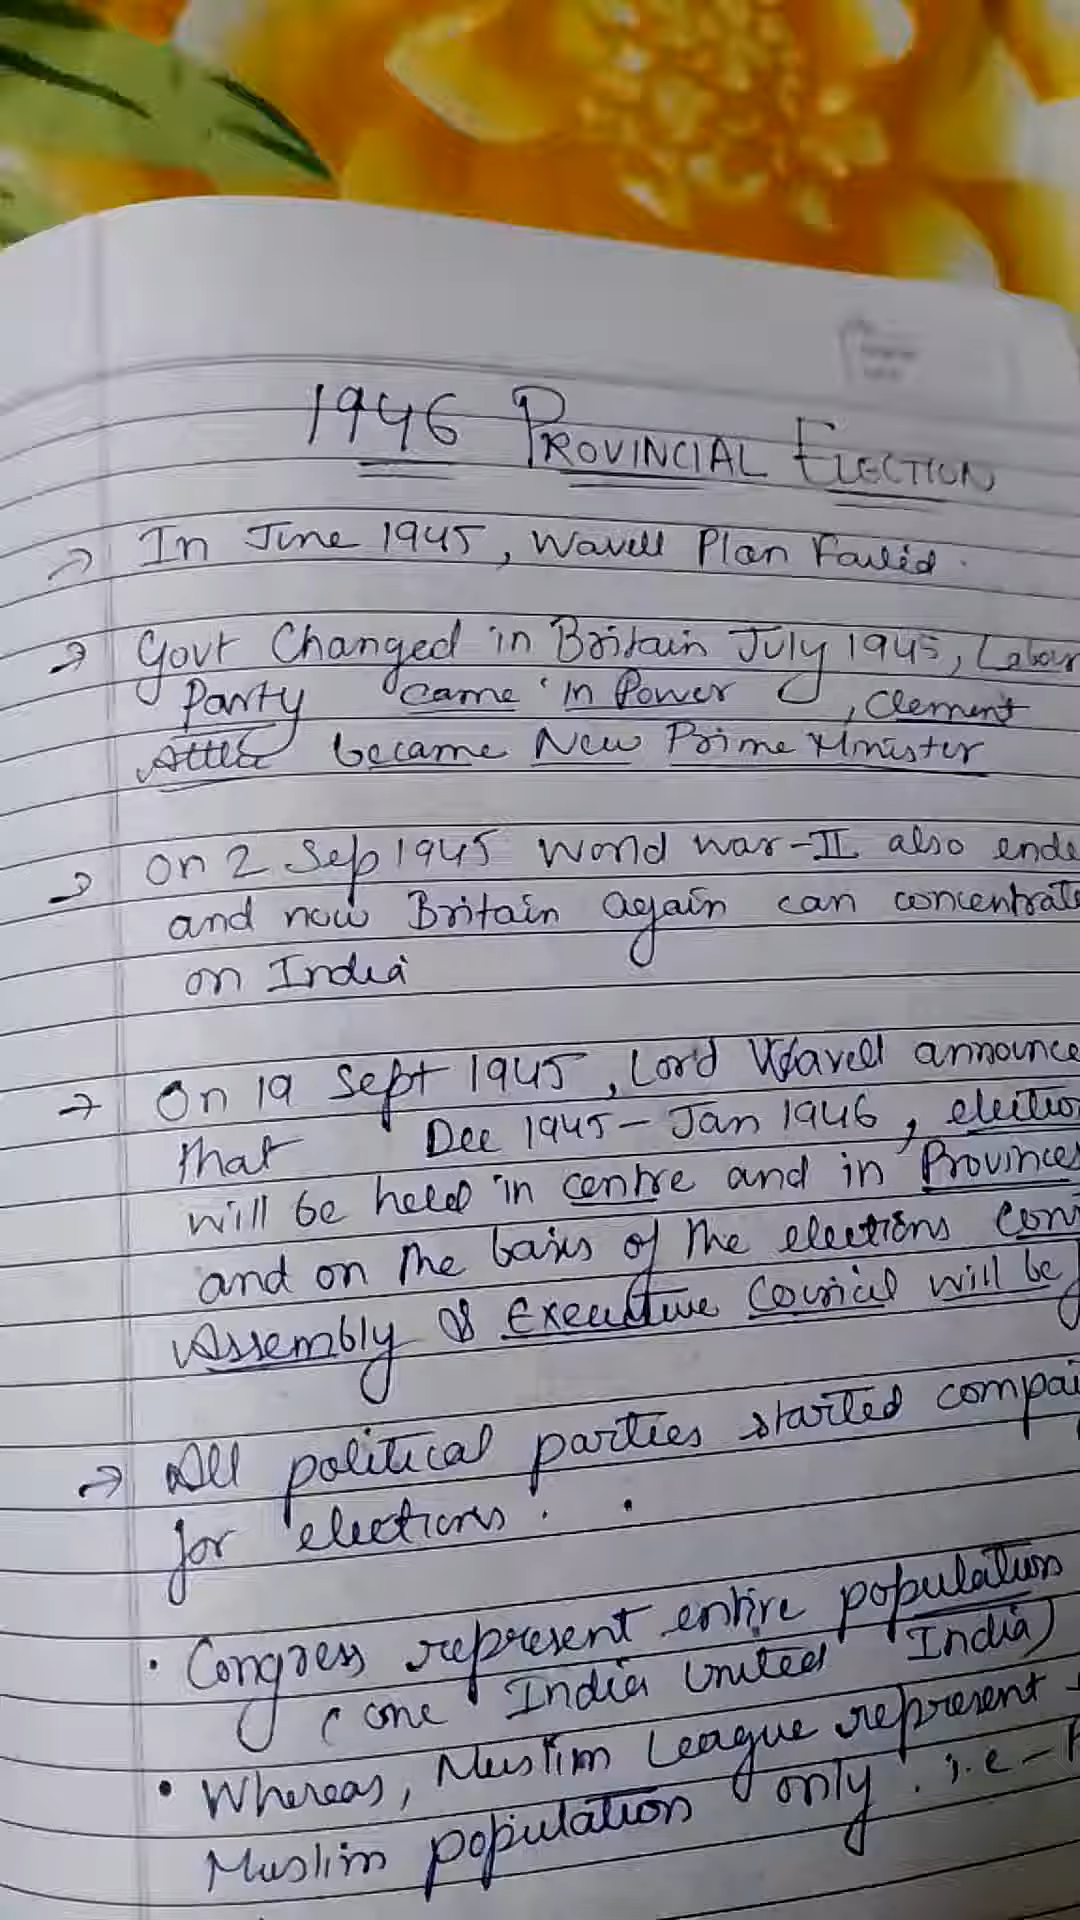 1946 PROVINCIAL ELECTION
→ In June 1945, Wavell Plan Failed.
→ Govt Changed in Britain July 1945, Labour
Party came in Power, Clement
Attlee became New Prime Minister
→ on 2 Sep 1945 World war-II also ende
and now Britain again can concentrate
on India
→ On 19 Sept 1945, Lord Wavell announce
that Dec 1945 - Jan 1946, electio
will be held in centre and in Provinces
and on the basis of the elections Con
Assembly & Executive Council will be
→ All political parties started compai
for elections.
• Congress represent entire population
(one India United India)
• Whereas, Muslim League represent
Muslim population only. i.e -